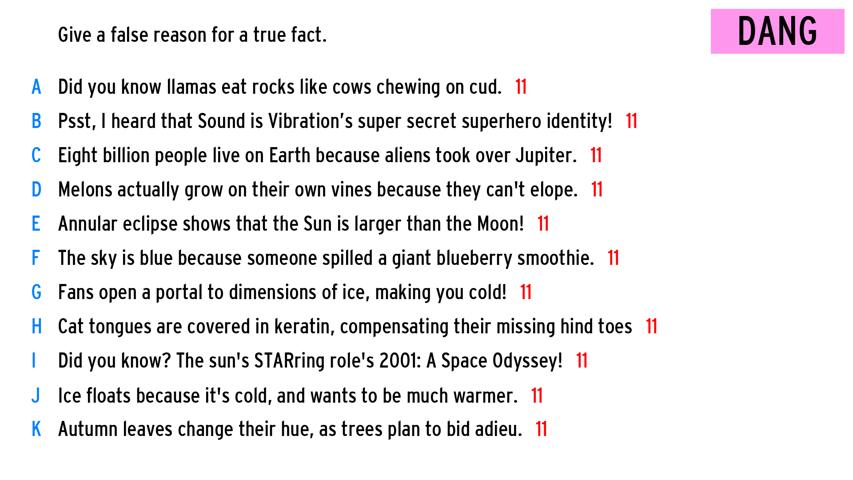 Give a false reason for a true fact.
DANG
A Did you know llamas eat rocks like cows chewing on cud. 11
B Psst, I heard that Sound is Vibration’s super secret superhero identity! 11
C Eight billion people live on Earth because aliens took over Jupiter. 11
D Melons actually grow on their own vines because they can't elope. 11
E Annular eclipse shows that the Sun is larger than the Moon! 11
F The sky is blue because someone spilled a giant blueberry smoothie. 11
G Fans open a portal to dimensions of ice, making you cold! 11
H Cat tongues are covered in keratin, compensating their missing hind toes 11
I Did you know? The sun's STARring role's 2001: A Space Odyssey! 11
J Ice floats because it's cold, and wants to be much warmer. 11
K Autumn leaves change their hue, as trees plan to bid adieu. 11